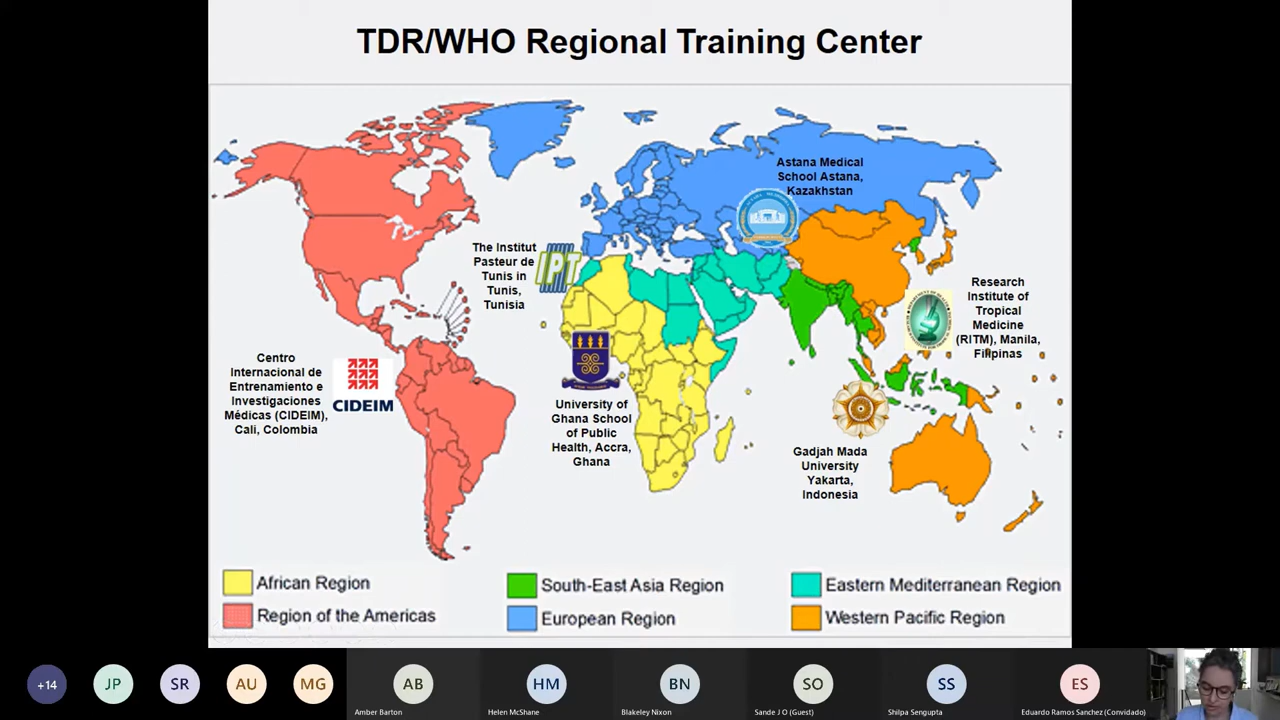 TDR/WHO Regional Training Center
Astana Medical
School Astana,
Kazakhstan
The Institut
Pasteur de
Tunis in
Tunis,
Tunisia
IPT
Research
Institute of
Tropical
Medicine
(RITM), Manila,
Filipinas
Centro
Internacional de
Entrenamiento e
Investigaciones
Médicas (CIDEIM),
Cali, Colombia
CIDEIM
University of
Ghana School
of Public
Health, Accra,
Ghana
Gadjah Mada
University
Yakarta,
Indonesia
African Region
South-East Asia Region
Eastern Mediterranean Region
Region of the Americas
European Region
Western Pacific Region
+14
JP
SR
AU
MG
AB
HM
BN
SO
SS
ES
Amber Barton
Helen McShane
Blakeley Nixon
Sande J O (Guest)
Shilpa Sengupta
Eduardo Ramos Sanchez (Convidado)